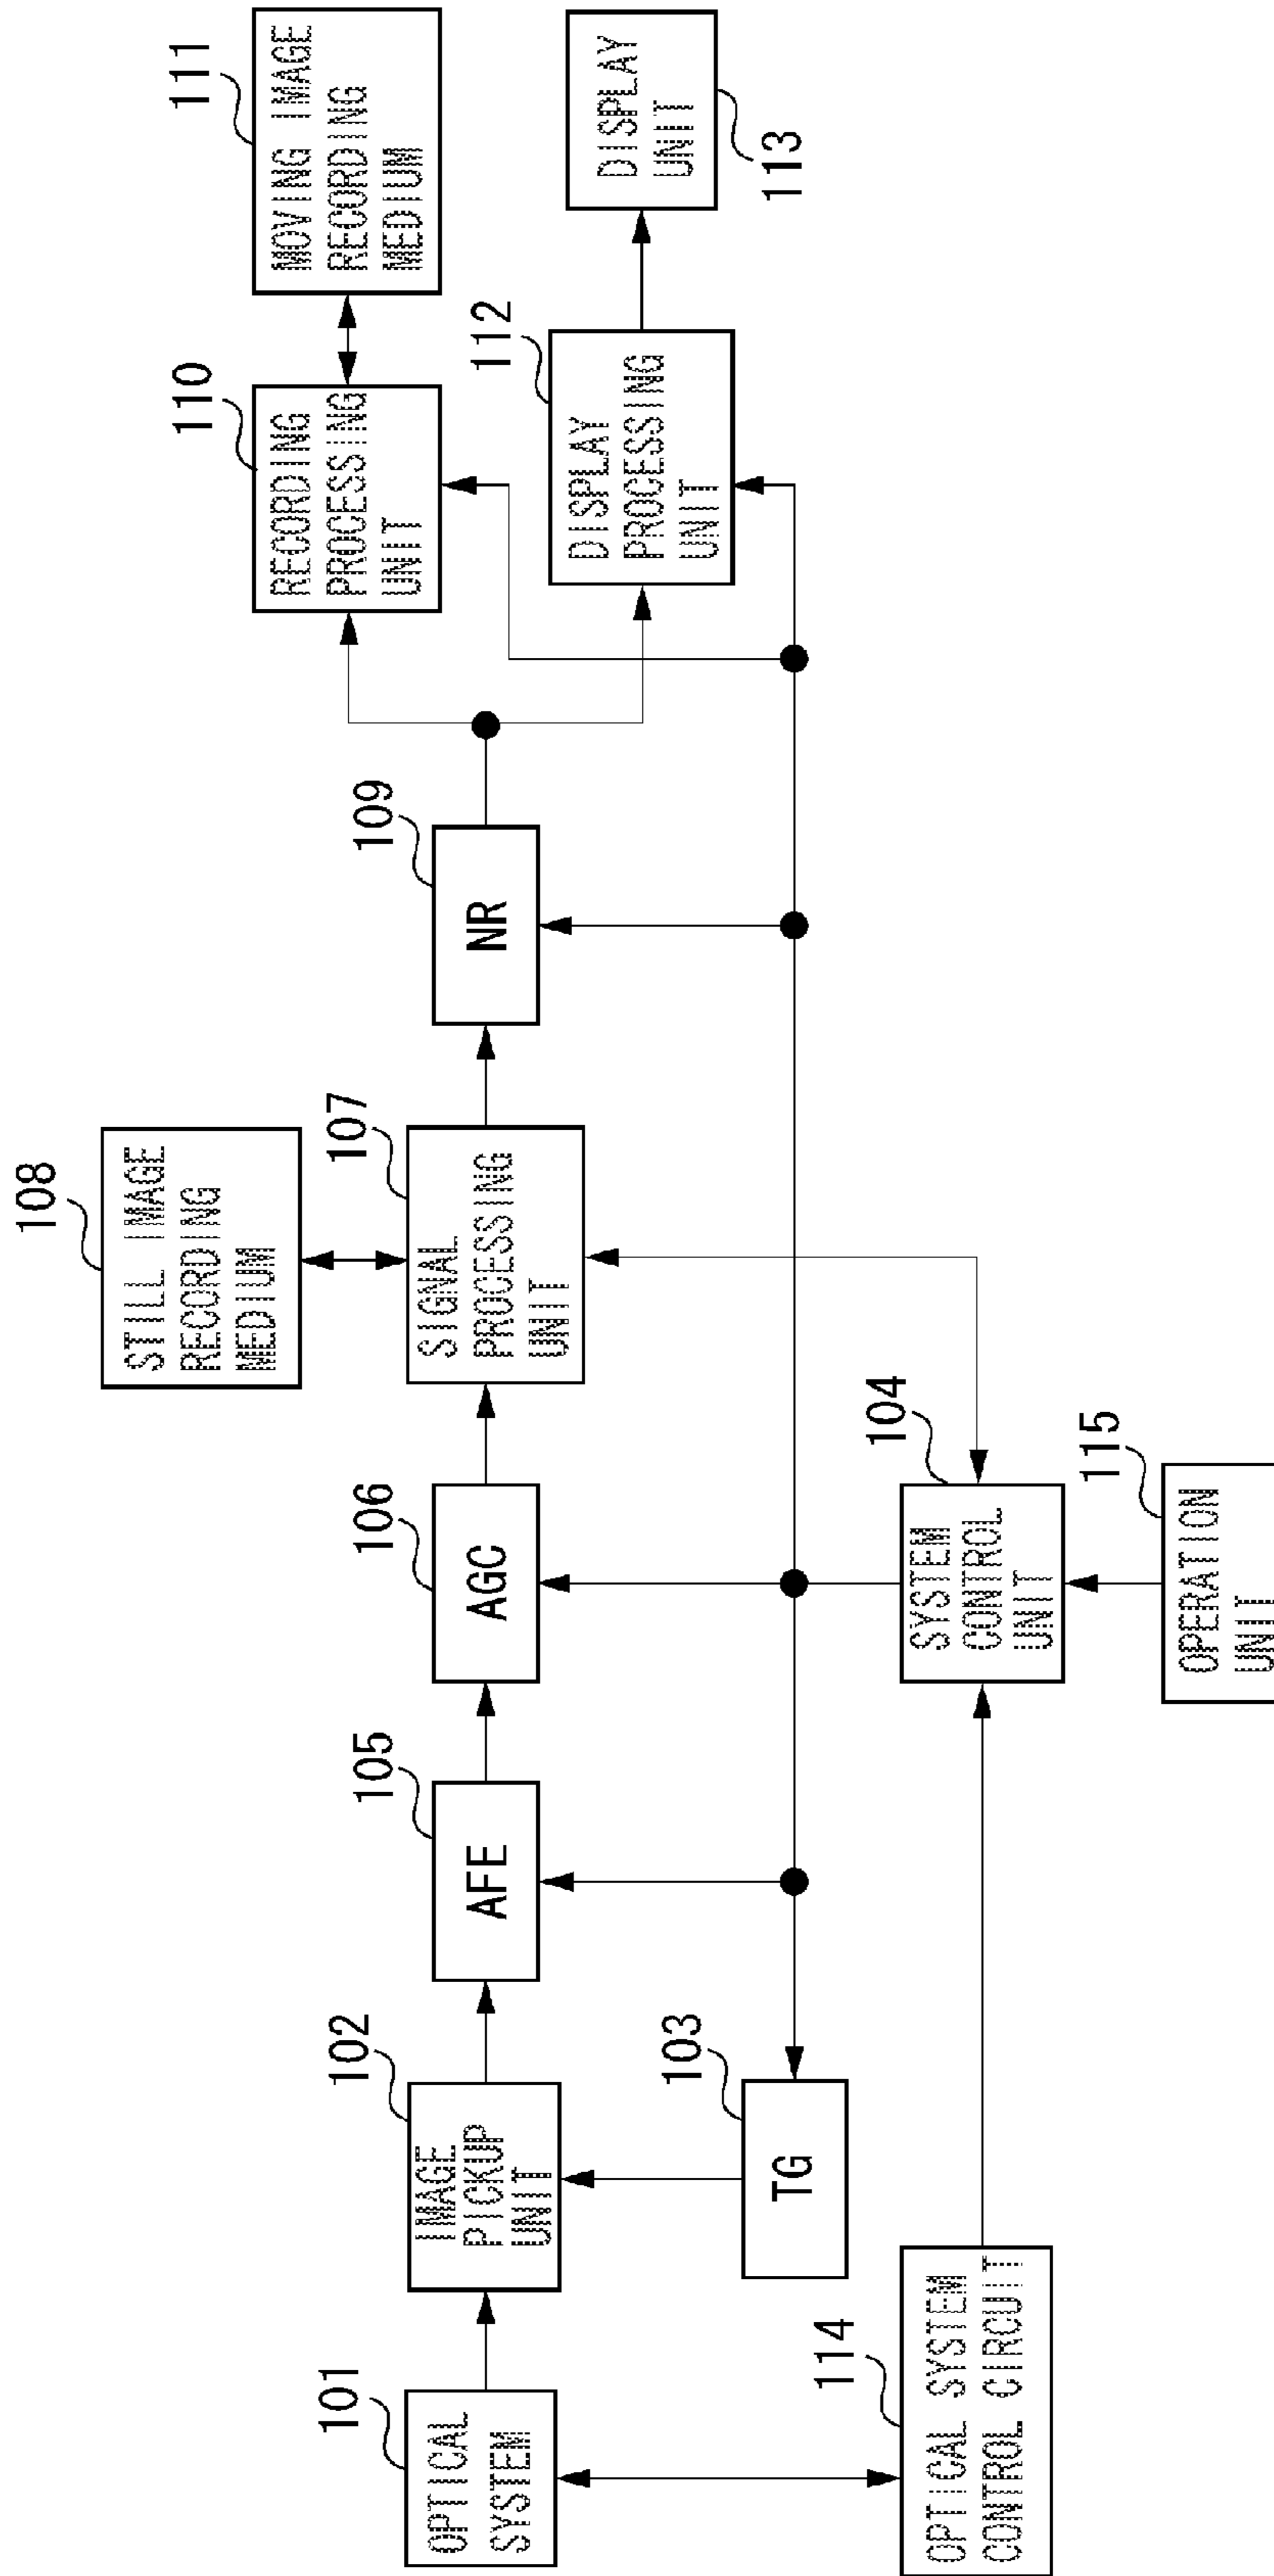 101
OPTICAL
SYSTEM
102
IMAGE
PICKUP
UNIT
103
TG
105
AFE
106
AGC
107
SIGNAL
PROCESSING
UNIT
108
STILL IMAGE
RECORDING
MEDIUM
109
NR
110
RECORDING
PROCESSING
UNIT
111
MOVING IMAGE
RECORDING
MEDIUM
112
DISPLAY
PROCESSING
UNIT
113
DISPLAY
UNIT
114
OPTICAL SYSTEM
CONTROL CIRCUIT
104
SYSTEM
CONTROL
UNIT
115
OPERATION
UNIT